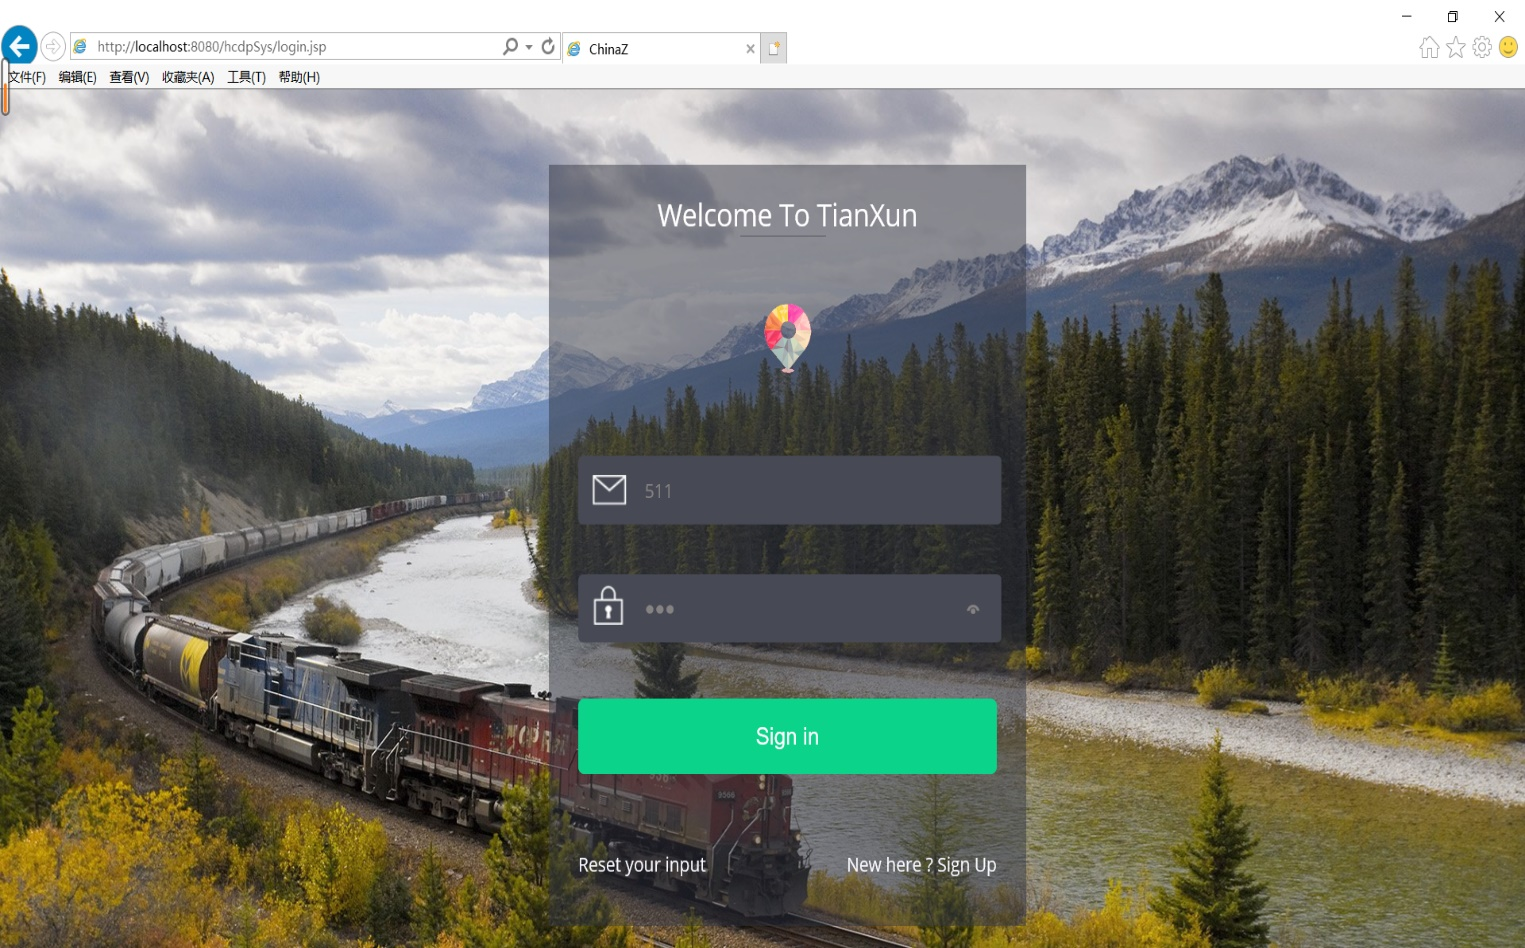 http://localhost:8080/hcdpSys/login.jsp
ChinaZ
文件(F) 编辑(E) 查看(V) 收藏夹(A) 工具(T) 帮助(H)
Welcome To TianXun
511
Sign in
9066
Reset your input
New here ? Sign Up